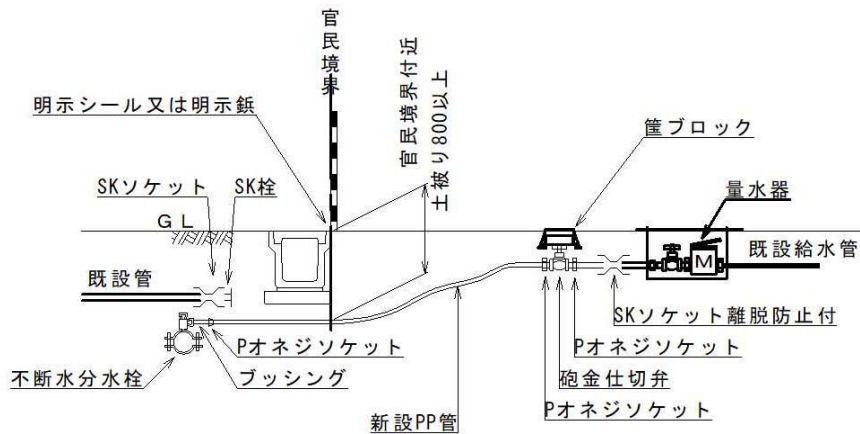 官民境界
官民境界付近
土被り800以上
明示シール又は明示鋲
筺ブロック
SKソケット
SK栓
量水器
GL
既設管
M
既設給水管
SKソケット離脱防止付
Pオネジソケット
Pオネジソケット
不断水分水栓
ブッシング
砲金仕切弁
Pオネジソケット
新設PP管